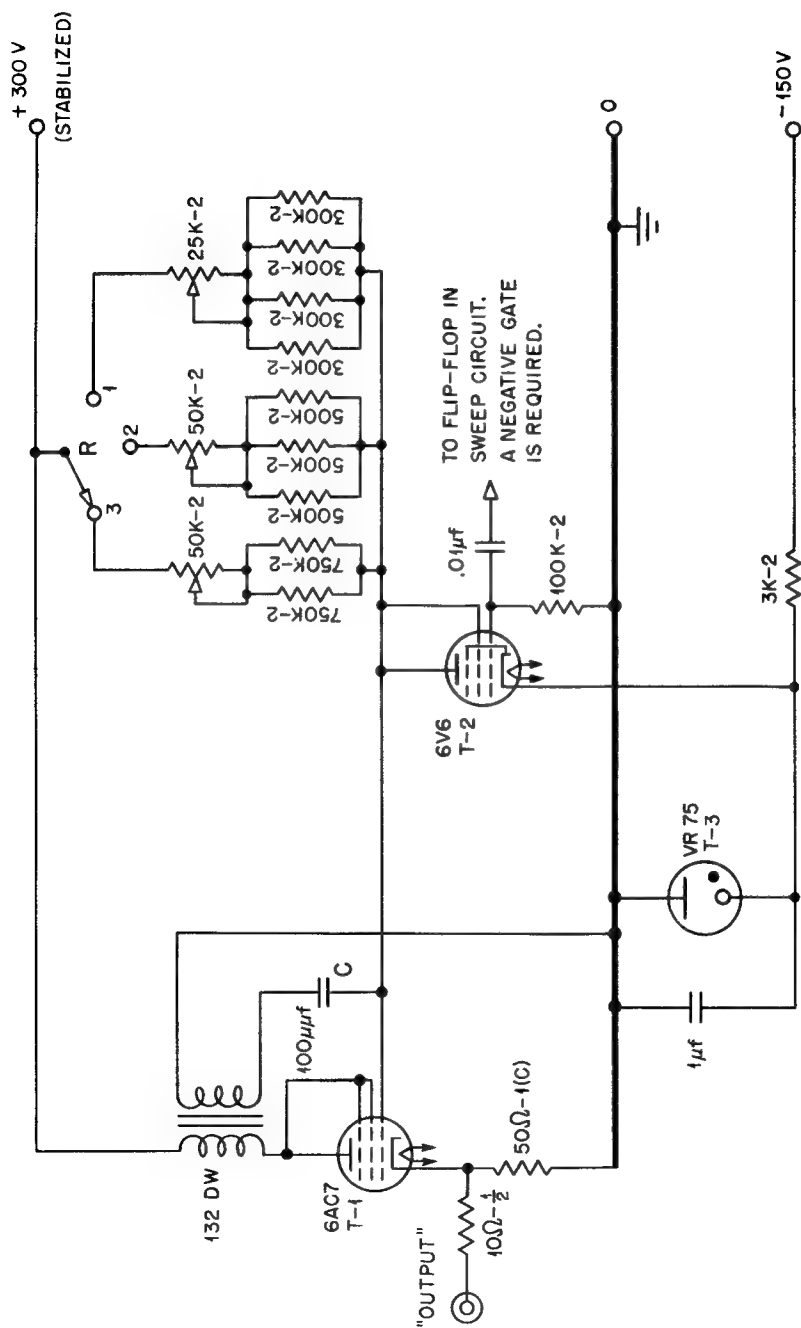 + 300 V
(STABILIZED)
R
1
2
3
25K-2
50K-2
50K-2
300K-2
300K-2
300K-2
300K-2
500K-2
500K-2
500K-2
750K-2
750K-2
132 DW
100μμf
C
6AC7
T-1
"OUTPUT"
10Ω-½
50Ω-1(C)
6V6
T-2
.01μf
TO FLIP-FLOP IN
SWEEP CIRCUIT.
A NEGATIVE GATE
IS REQUIRED.
100K-2
0
VR 75
T-3
1μf
3K-2
-150V